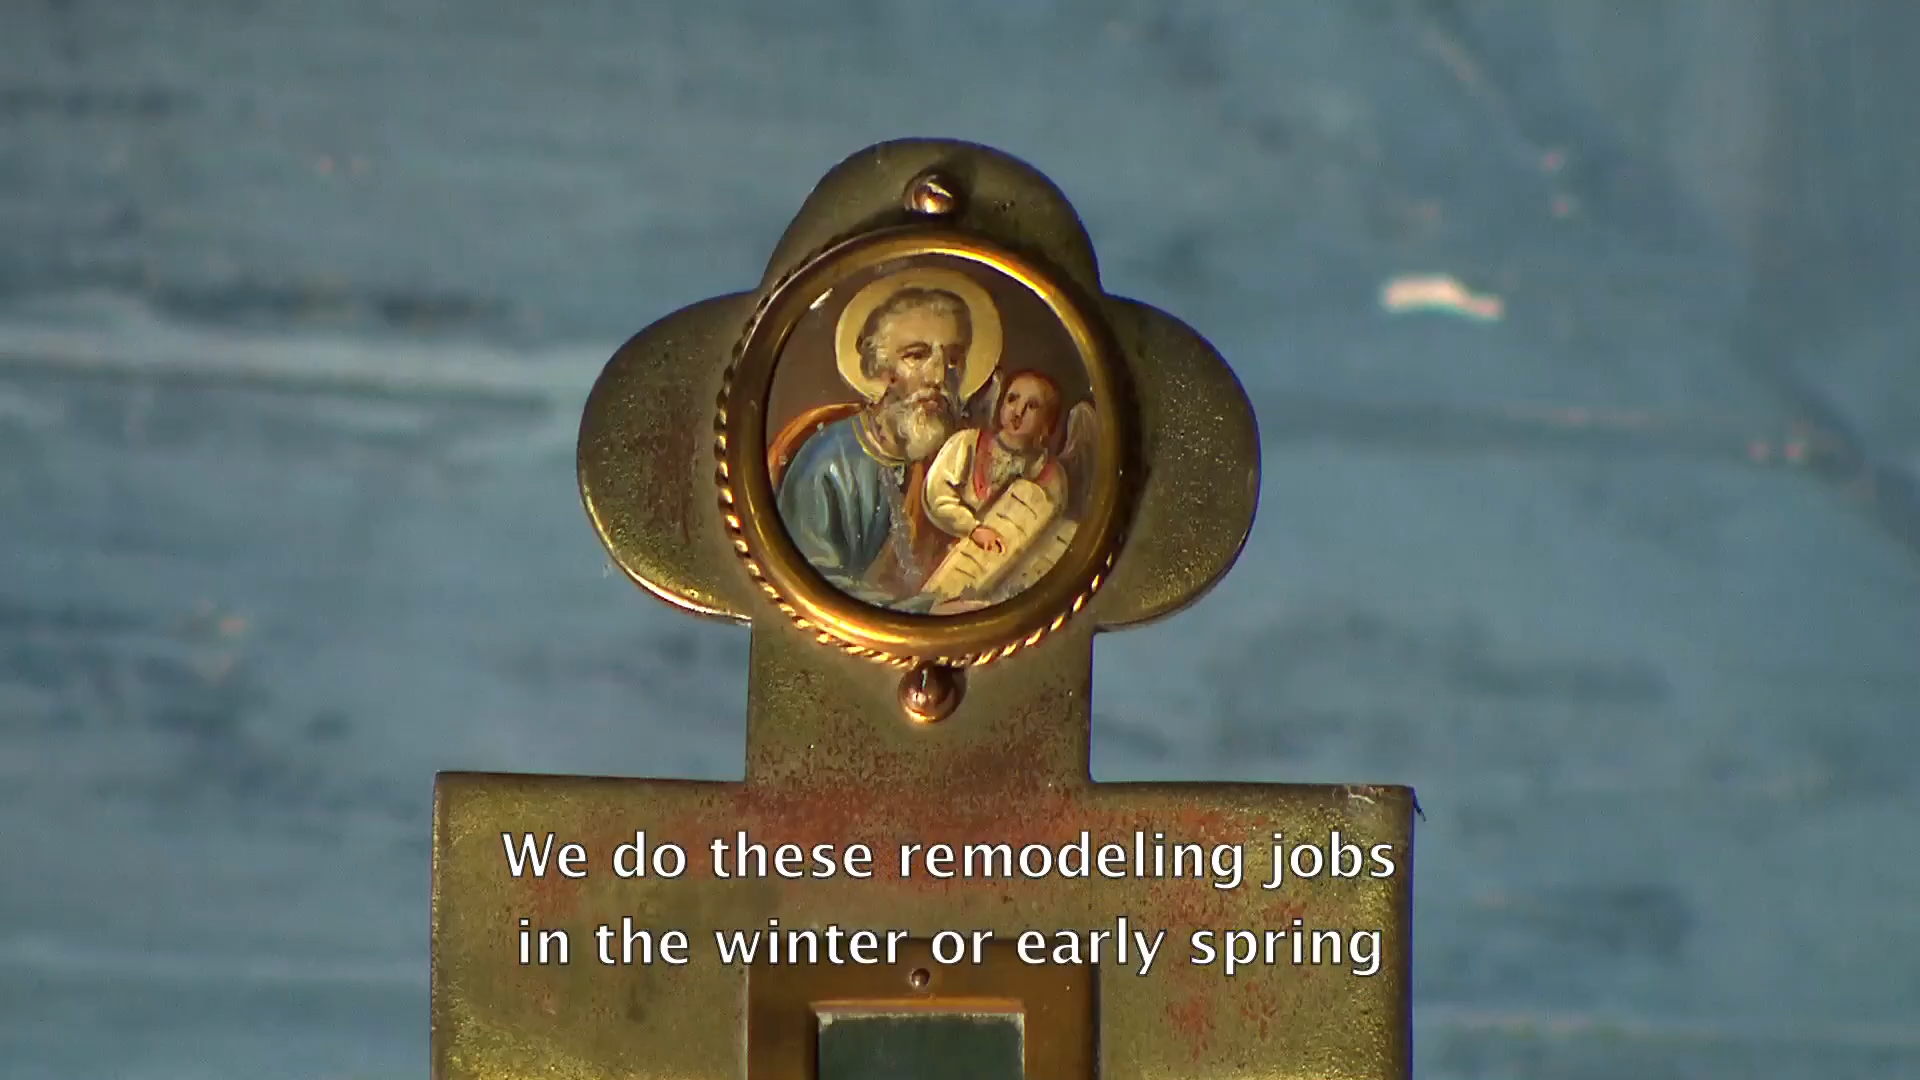 We do these remodeling jobs
in the winter or early spring